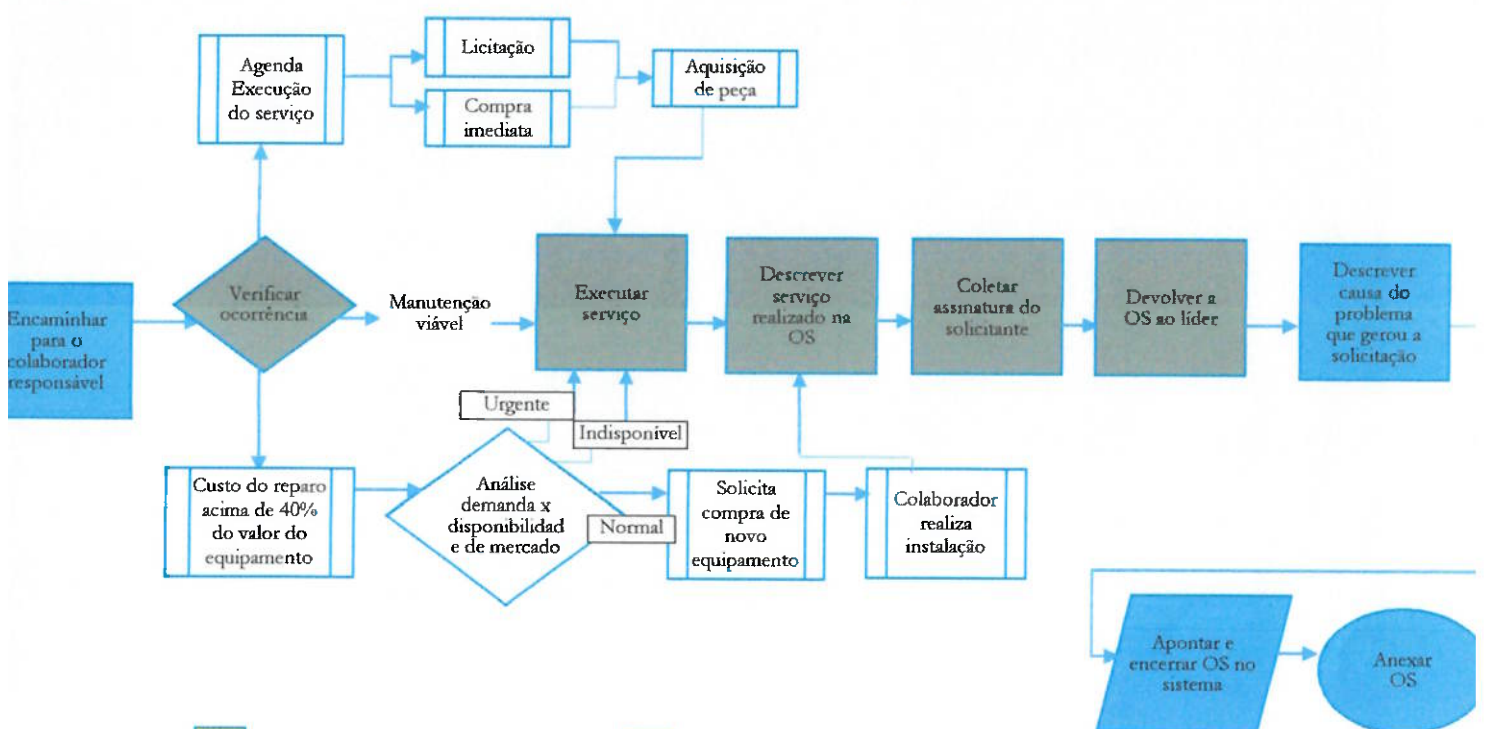 Agenda
Execução
do serviço
Licitação
Compra
imediata
Aquisição
de peça
Encaminhar
para o
colaborador
responsável
Verificar
ocorrência
Manutenção
viável
Executar
serviço
Descrever
serviço
realizado na
OS
Coletar
assinatura do
solicitante
Devolver a
OS ao líder
Descrever
causa do
problema
que gerou a
solicitação
Urgente
Indisponível
Custo do reparo
acima de 40%
do valor do
equipamento
Análise
demanda x
disponibilidad
e de mercado
Normal
Solicita
compra de
novo
equipamento
Colaborador
realiza
instalação
Apontar e
encerrar OS no
sistema
Anexar
OS